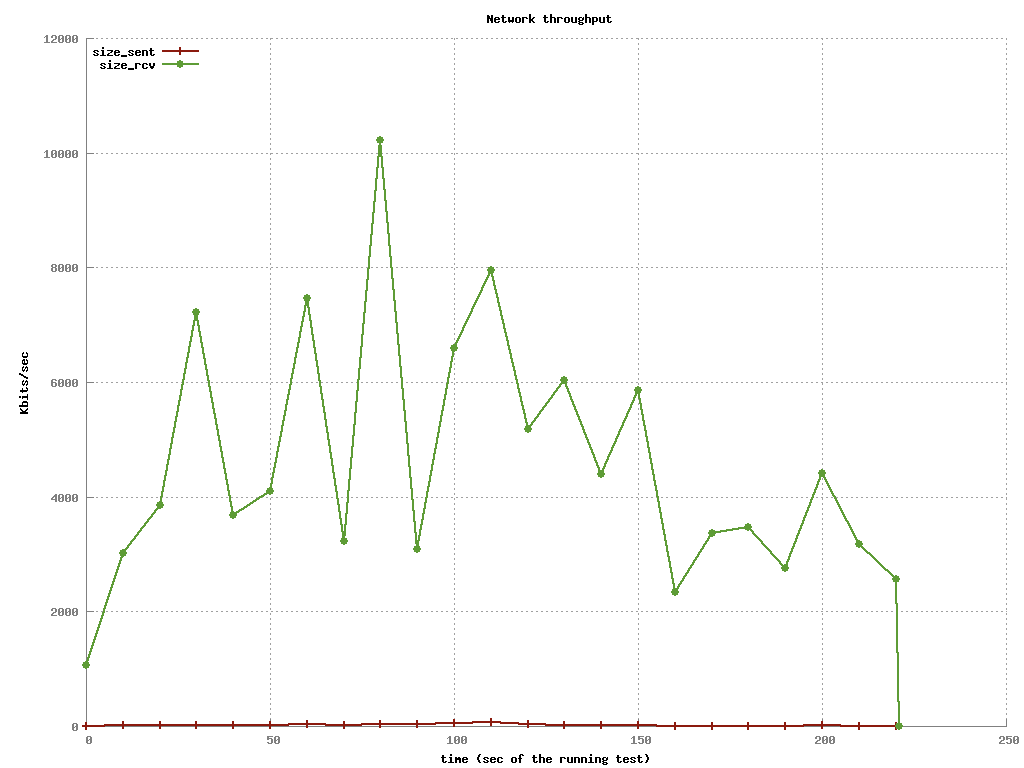 Network throughput
12000
size_sent
size_rcv
10000
8000
6000
Kbits/sec
4000
2000
0
0 50 100 150 200 250
time (sec of the running test)